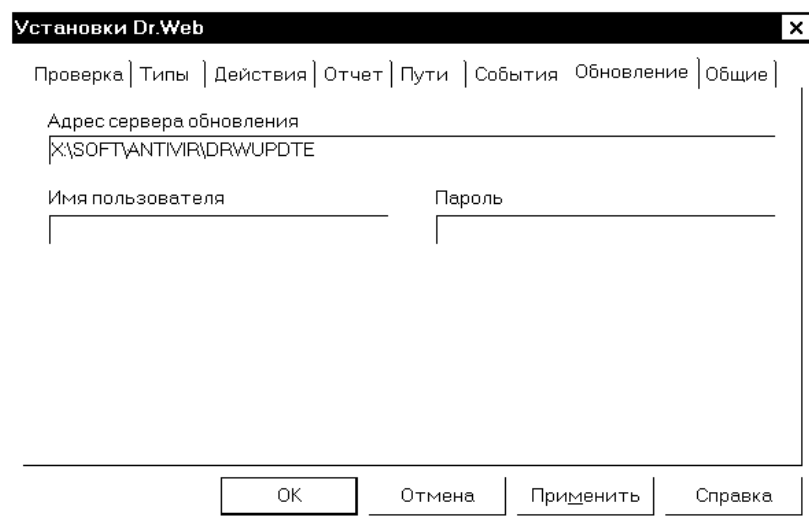 Установки Dr.Web
Проверка Типы Действия Отчет Пути События Обновление Общие
Адрес сервера обновления
X:\SOFT\ANTIVIR\DRWUPDTE
Имя пользователя Пароль
OK Отмена Применить Справка